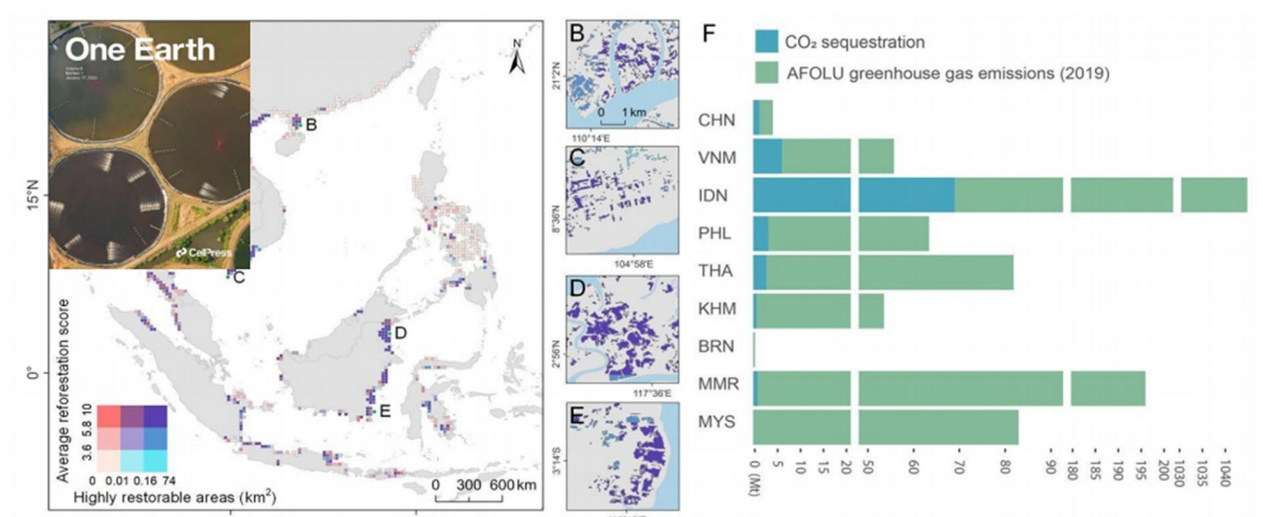 One Earth
CelPress
N
B
C
D
E
15°N
0°
Average reforestation score
3.6 5.8 10
0 0.01 0.16 74
Highly restorable areas (km²)
0 300 600 km
B
21°2'N
0 1 km
110°14'E
C
8°36'N
104°58'E
D
2°56'N
117°36'E
E
3°14'S
F
CO₂ sequestration
AFOLU greenhouse gas emissions (2019)
CHN
VNM
IDN
PHL
THA
KHM
BRN
MMR
MYS
0 5 10 15 20 50 60 70 80 90 180 185 190 195 200 1030 1035 1040
(Mt)